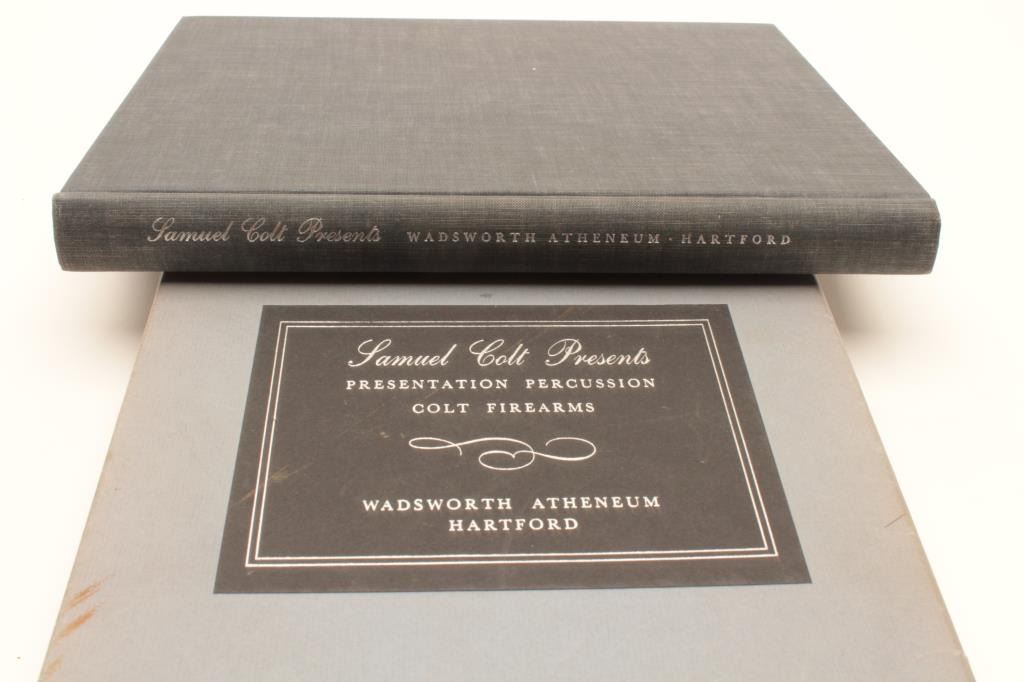 Samuel Colt Presents WADSWORTH ATHENEUM · HARTFORD
Samuel Colt Presents
PRESENTATION PERCUSSION
COLT FIREARMS
WADSWORTH ATHENEUM
HARTFORD